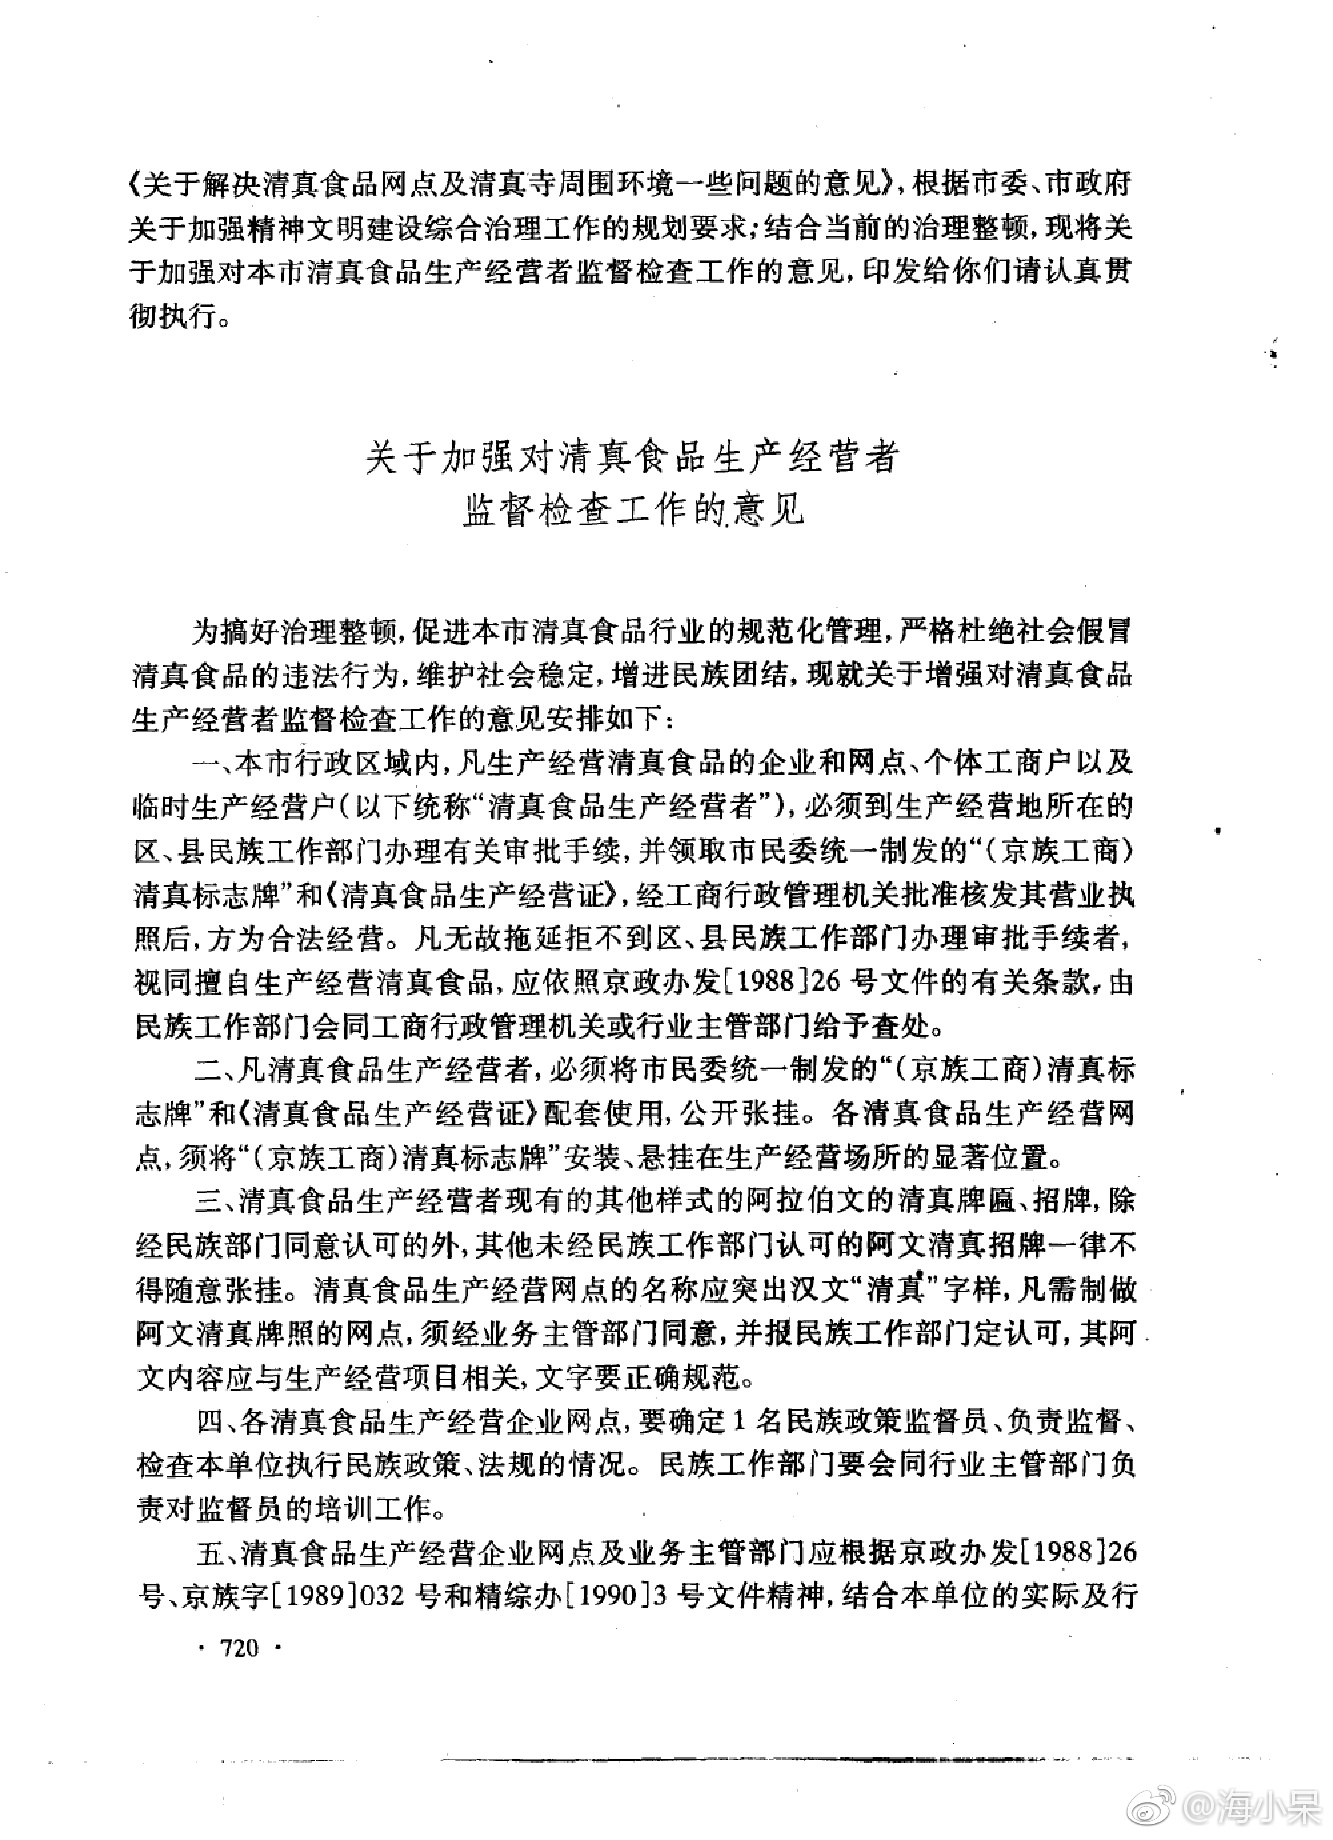 《关于解决清真食品网点及清真寺周围环境一些问题的意见》，根据市委、市政府
关于加强精神文明建设综合治理工作的规划要求；结合当前的治理整顿，现将关
于加强对本市清真食品生产经营者监督检查工作的意见，印发给你们请认真贯
彻执行。
关于加强对清真食品生产经营者
监督检查工作的意见
为搞好治理整顿，促进本市清真食品行业的规范化管理，严格杜绝社会假冒
清真食品的违法行为，维护社会稳定，增进民族团结，现就关于增强对清真食品
生产经营者监督检查工作的意见安排如下：
一、本市行政区域内，凡生产经营清真食品的企业和网点、个体工商户以及
临时生产经营户（以下统称“清真食品生产经营者”），必须到生产经营地所在的
区、县民族工作部门办理有关审批手续，并领取市民委统一制发的“（京族工商）
清真标志牌”和《清真食品生产经营证》，经工商行政管理机关批准核发其营业执
照后，方为合法经营。凡无故拖延拒不到区、县民族工作部门办理审批手续者，
视同擅自生产经营清真食品，应依照京政办发[1988]26 号文件的有关条款，由
民族工作部门会同工商行政管理机关或行业主管部门给予查处。
二、凡清真食品生产经营者，必须将市民委统一制发的“（京族工商）清真标
志牌”和《清真食品生产经营证》配套使用，公开张挂。各清真食品生产经营网
点，须将“（京族工商）清真标志牌”安装、悬挂在生产经营场所的显著位置。
三、清真食品生产经营者现有的其他样式的阿拉伯文的清真牌匾、招牌，除
经民族部门同意认可的外，其他未经民族工作部门认可的阿文清真招牌一律不
得随意张挂。清真食品生产经营网点的名称应突出汉文“清真”字样，凡需制做
阿文清真牌照的网点，须经业务主管部门同意，并报民族工作部门定认可，其阿
文内容应与生产经营项目相关，文字要正确规范。
四、各清真食品生产经营企业网点，要确定 1 名民族政策监督员、负责监督、
检查本单位执行民族政策、法规的情况。民族工作部门要会同行业主管部门负
责对监督员的培训工作。
五、清真食品生产经营企业网点及业务主管部门应根据京政办发[1988]26
号、京族字[1989]032 号和精综办[1990]3 号文件精神，结合本单位的实际及行
· 720 ·
@海小呆